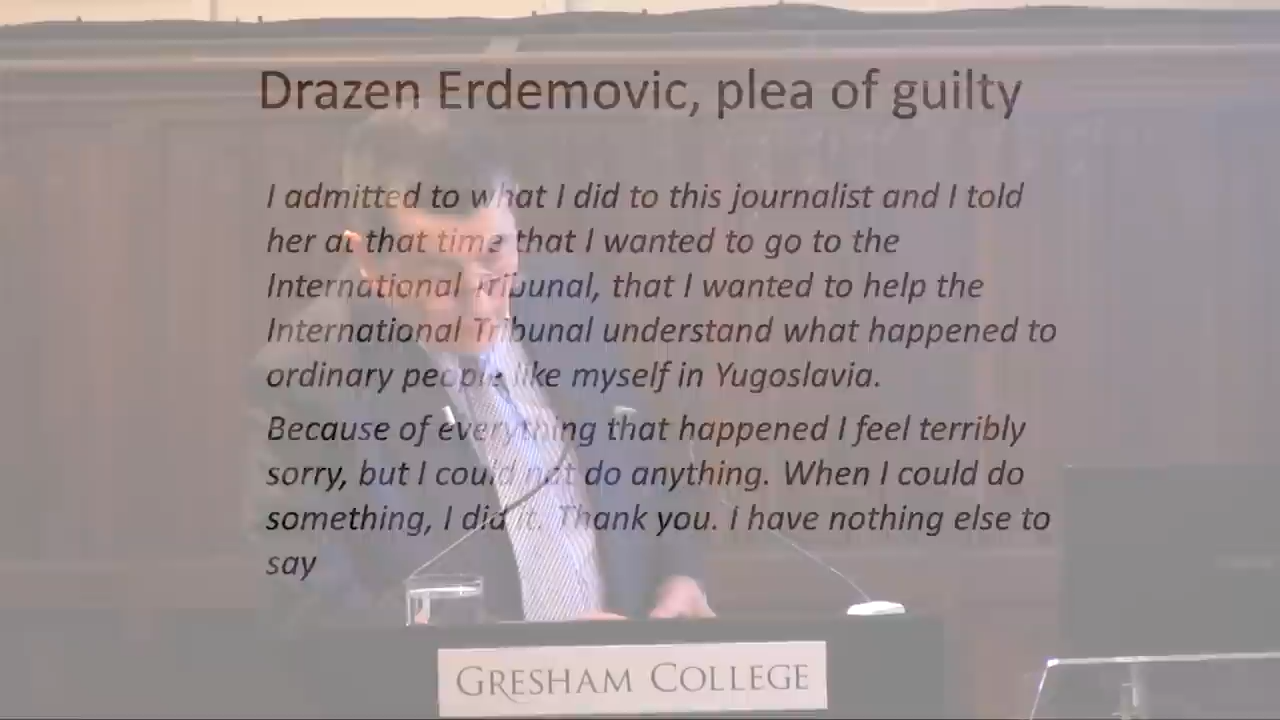 Drazen Erdemovic, plea of guilty
I admitted to what I did to this journalist and I told
her at that time that I wanted to go to the
International Tribunal, that I wanted to help the
International Tribunal understand what happened to
ordinary people like myself in Yugoslavia.
Because of everything that happened I feel terribly
sorry, but I could not do anything. When I could do
something, I did it. Thank you. I have nothing else to
say
GRESHAM COLLEGE